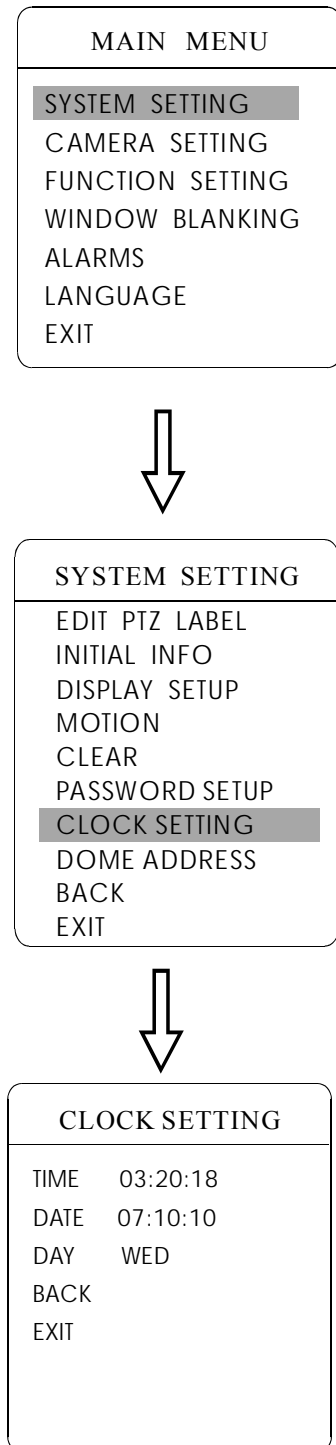 MAIN MENU
SYSTEM SETTING
CAMERA SETTING
FUNCTION SETTING
WINDOW BLANKING
ALARMS
LANGUAGE
EXIT
SYSTEM SETTING
EDIT PTZ LABEL
INITIAL INFO
DISPLAY SETUP
MOTION
CLEAR
PASSWORD SETUP
CLOCK SETTING
DOME ADDRESS
BACK
EXIT
CLOCK SETTING
TIME 03:20:18
DATE 07:10:10
DAY WED
BACK
EXIT